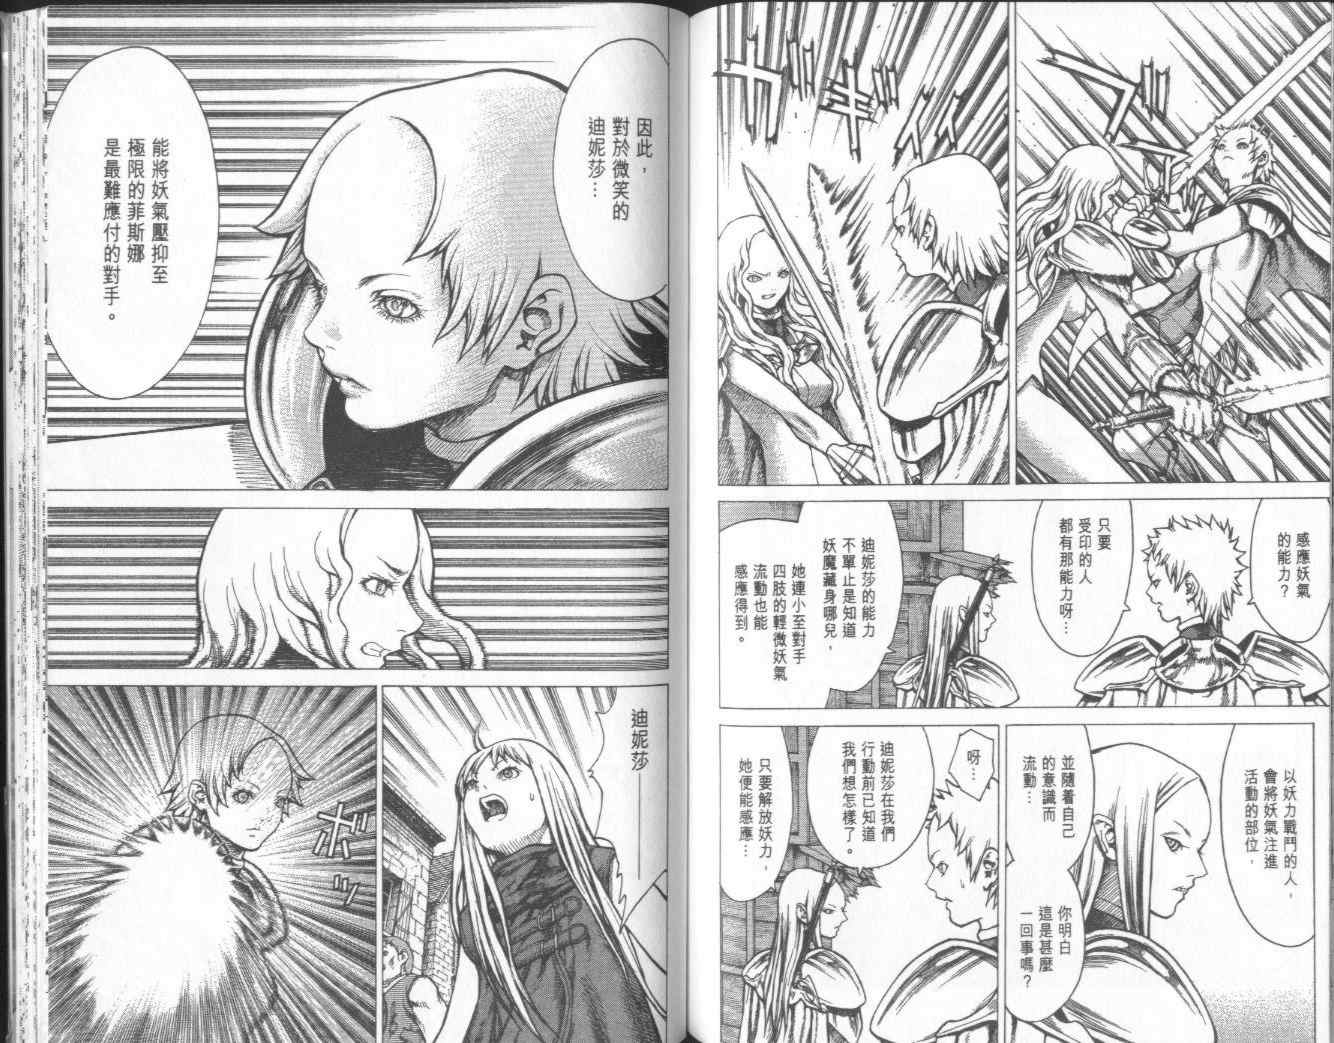 感應妖氣
的能力？
只要
受印的人
都有那能力呀…
迪妮莎的能力
不單止是知道
妖魔藏身哪兒，
她連小至對手
四肢的輕微妖氣
流動也能
感應得到。
以妖力戰鬥的人，
會將妖氣注進
活動的部位，
並隨着自己
的意識而
流動…
你明白
這是甚麼
一回事嗎？
呀…
迪妮莎在我們
行動前已知道
我們想怎樣了。
只要解放妖力，
她便能感應…
因此，
對於微笑的
迪妮莎…
能將妖氣壓抑至
極限的菲斯娜
是最難應付的對手。
迪妮莎——
ボッ